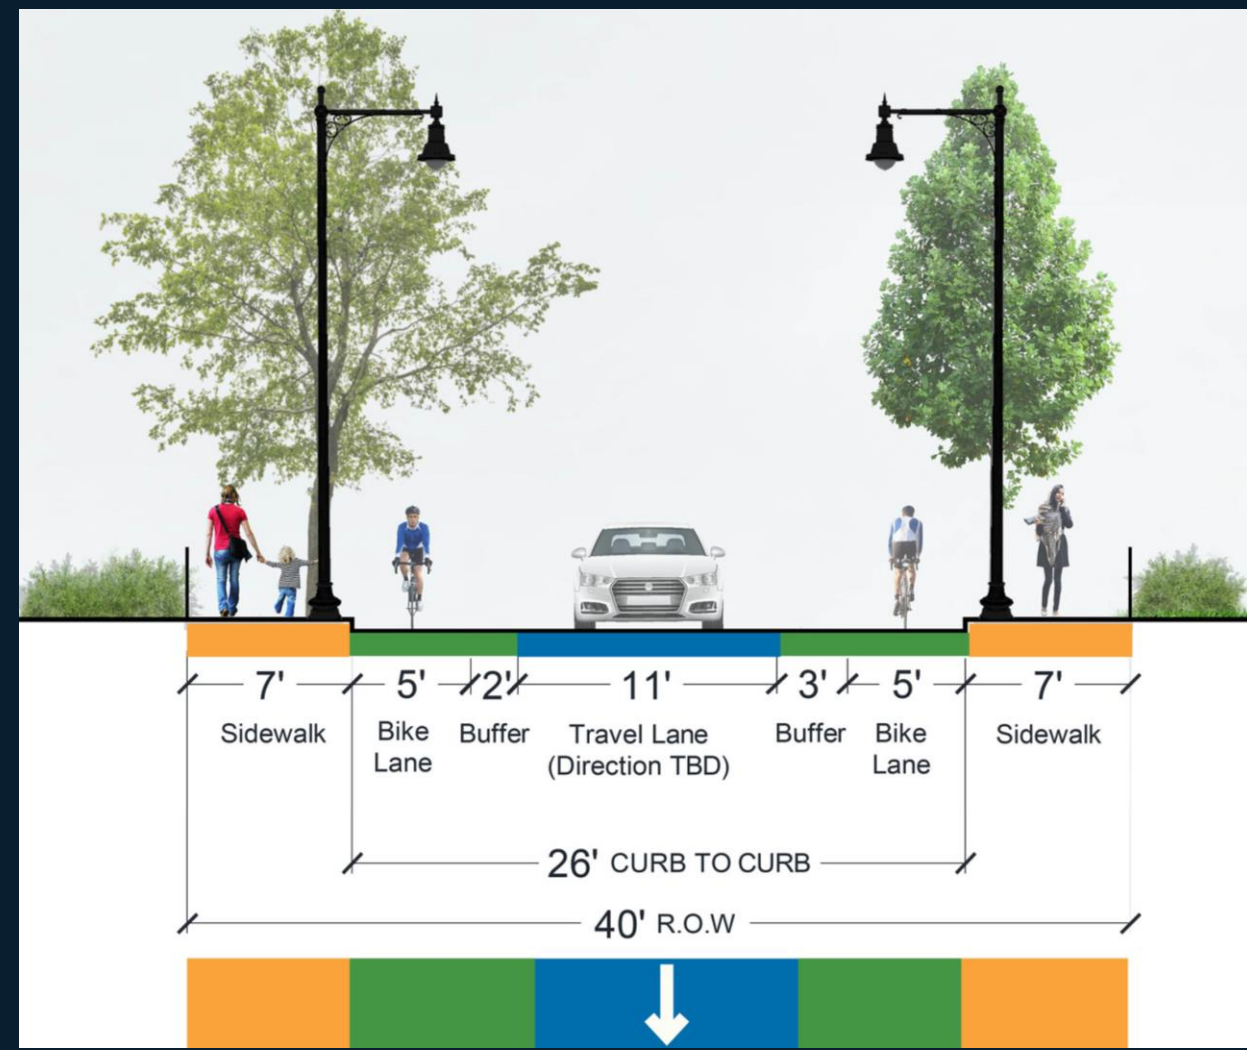 7' 5' 2' 11' 3' 5' 7'
Sidewalk Bike Lane Buffer Travel Lane (Direction TBD) Buffer Bike Lane Sidewalk
26' CURB TO CURB
40' R.O.W